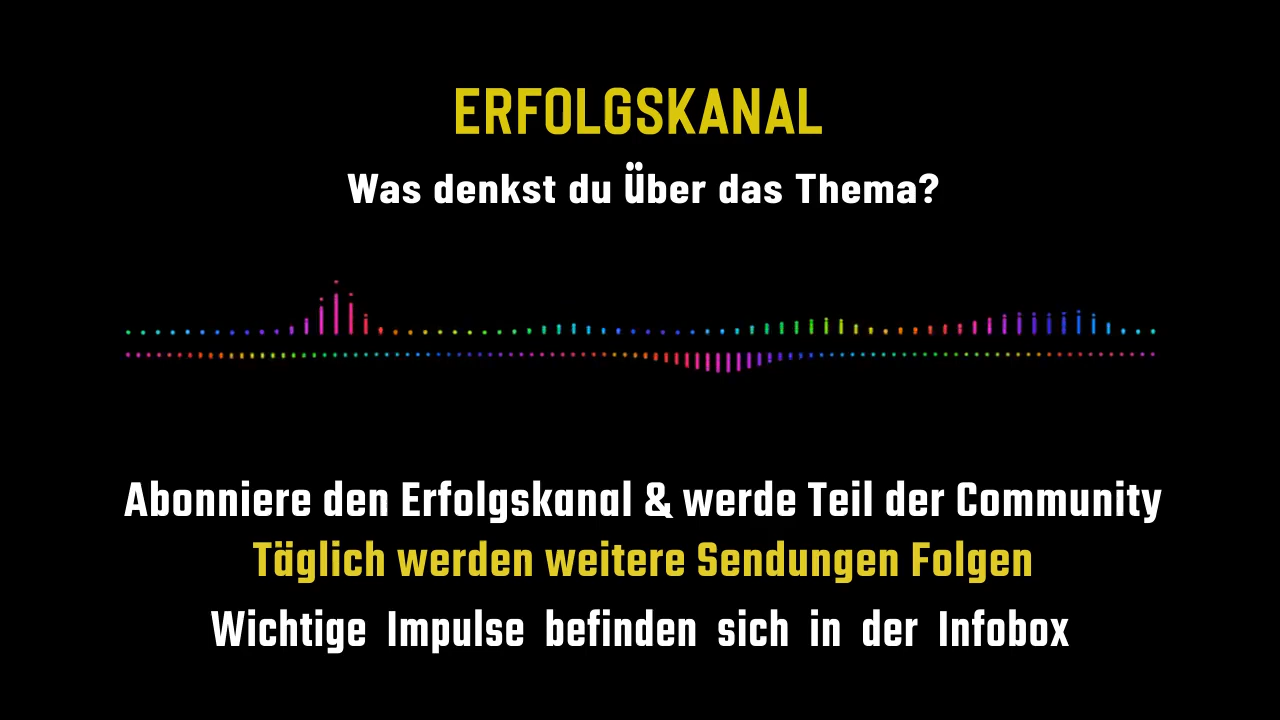 ERFOLGSKANAL
Was denkst du Über das Thema?
Abonniere den Erfolgskanal & werde Teil der Community
Täglich werden weitere Sendungen Folgen
Wichtige Impulse befinden sich in der Infobox